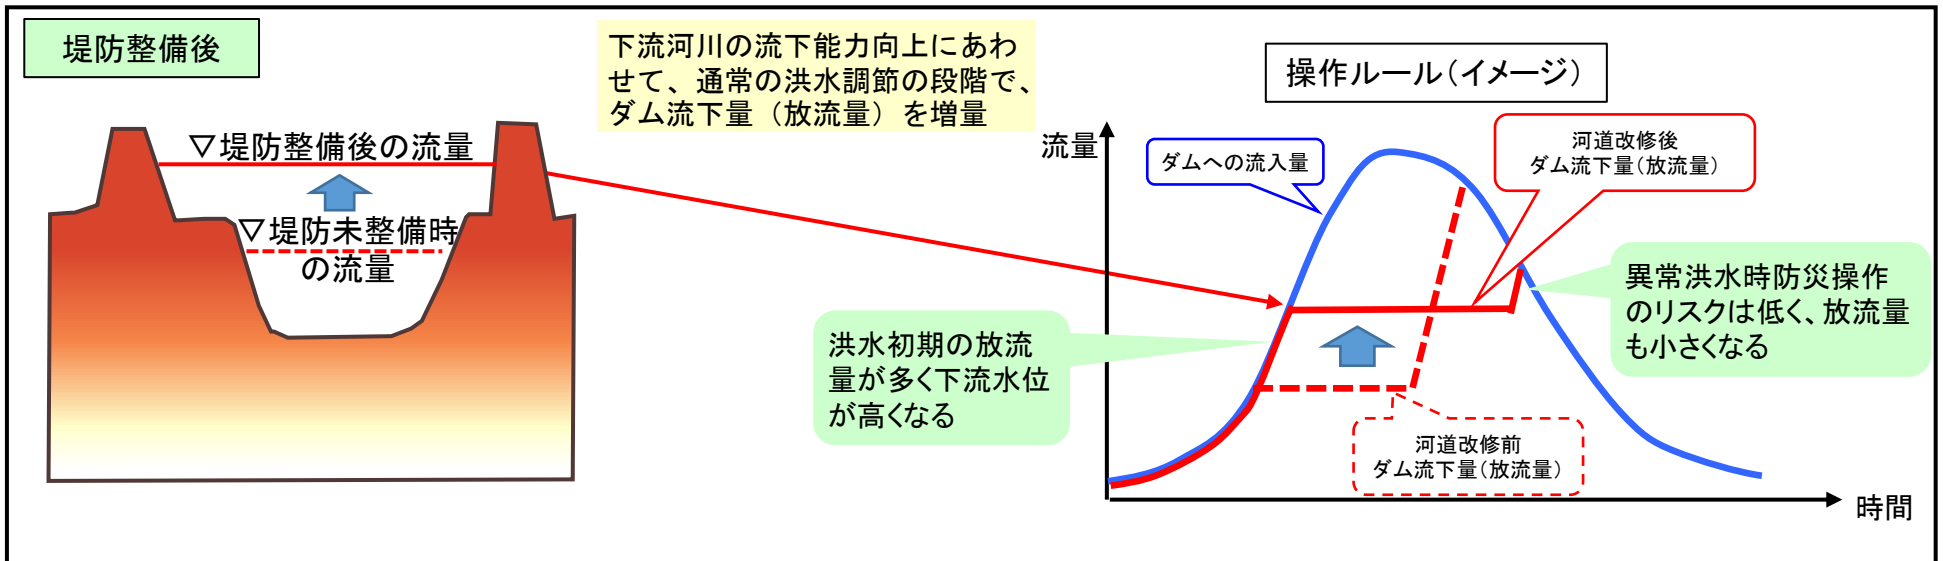 堤防整備後
下流河川の流下能力向上にあわ
せて、通常の洪水調節の段階で、
ダム流下量（放流量）を増量
操作ルール（イメージ）
▽堤防整備後の流量
▽堤防未整備時
の流量
流量
ダムへの流入量
河道改修後
ダム流下量（放流量）
洪水初期の放流
量が多く下流水位
が高くなる
異常洪水時防災操作
のリスクは低く、放流量
も小さくなる
河道改修前
ダム流下量（放流量）
時間